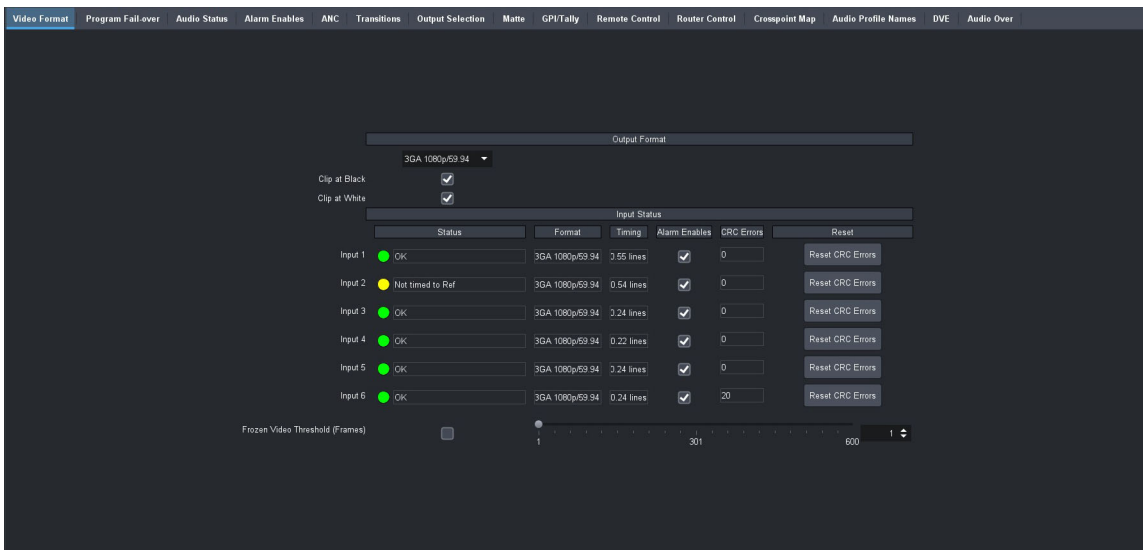 Video Format Program Fail-over Audio Status Alarm Enables ANC Transitions Output Selection Matte GPI/Tally Remote Control Router Control Crosspoint Map Audio Profile Names DVE Audio Over
Output Format
3GA 1080p/59.94
Clip at Black
Clip at White
Input Status
Status Format Timing Alarm Enables CRC Errors Reset
Input 1 OK 3GA 1080p/59.94 0.55 lines 0 Reset CRC Errors
Input 2 Not timed to Ref 3GA 1080p/59.94 0.54 lines 0 Reset CRC Errors
Input 3 OK 3GA 1080p/59.94 0.24 lines 0 Reset CRC Errors
Input 4 OK 3GA 1080p/59.94 0.22 lines 0 Reset CRC Errors
Input 5 OK 3GA 1080p/59.94 0.24 lines 0 Reset CRC Errors
Input 6 OK 3GA 1080p/59.94 0.24 lines 20 Reset CRC Errors
Frozen Video Threshold (Frames) 1
1 301 600